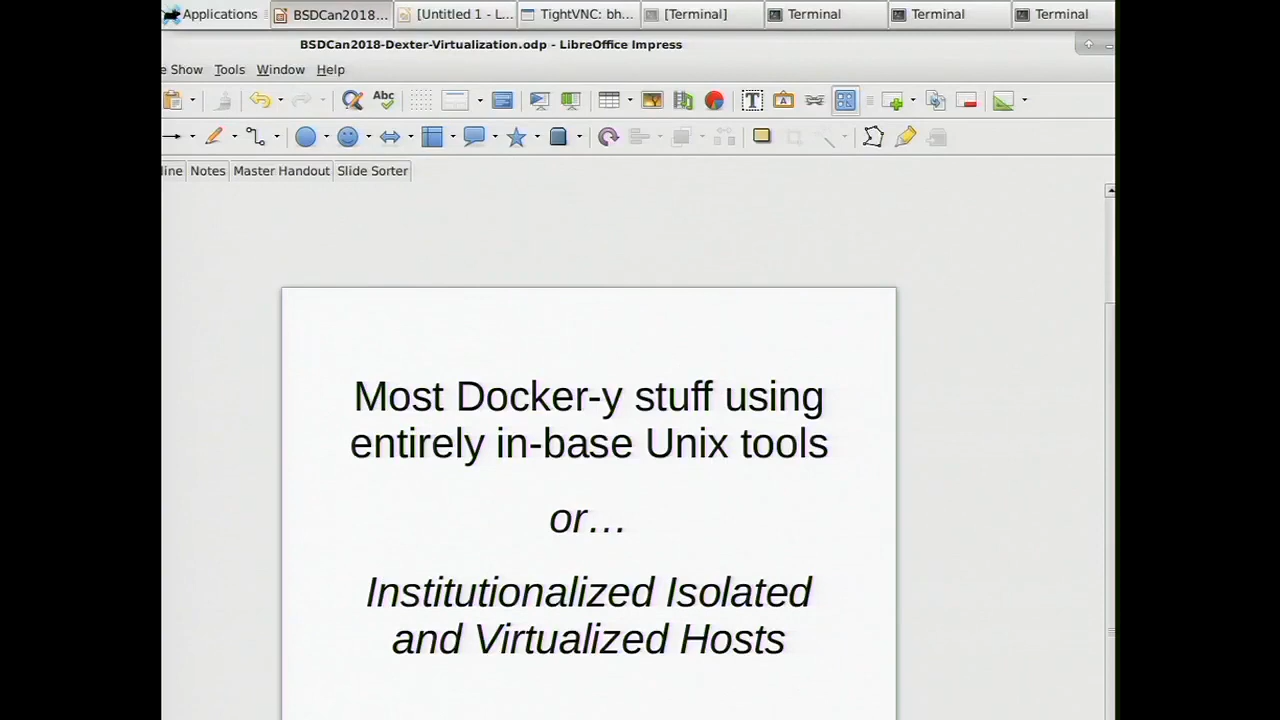 Applications BSDCan2018... [Untitled 1 - L... TightVNC: bh... [Terminal] Terminal Terminal Terminal
BSDCan2018-Dexter-Virtualization.odp - LibreOffice Impress
e Show Tools Window Help
Abc
line Notes Master Handout Slide Sorter
Most Docker-y stuff using
entirely in-base Unix tools
or...
Institutionalized Isolated
and Virtualized Hosts